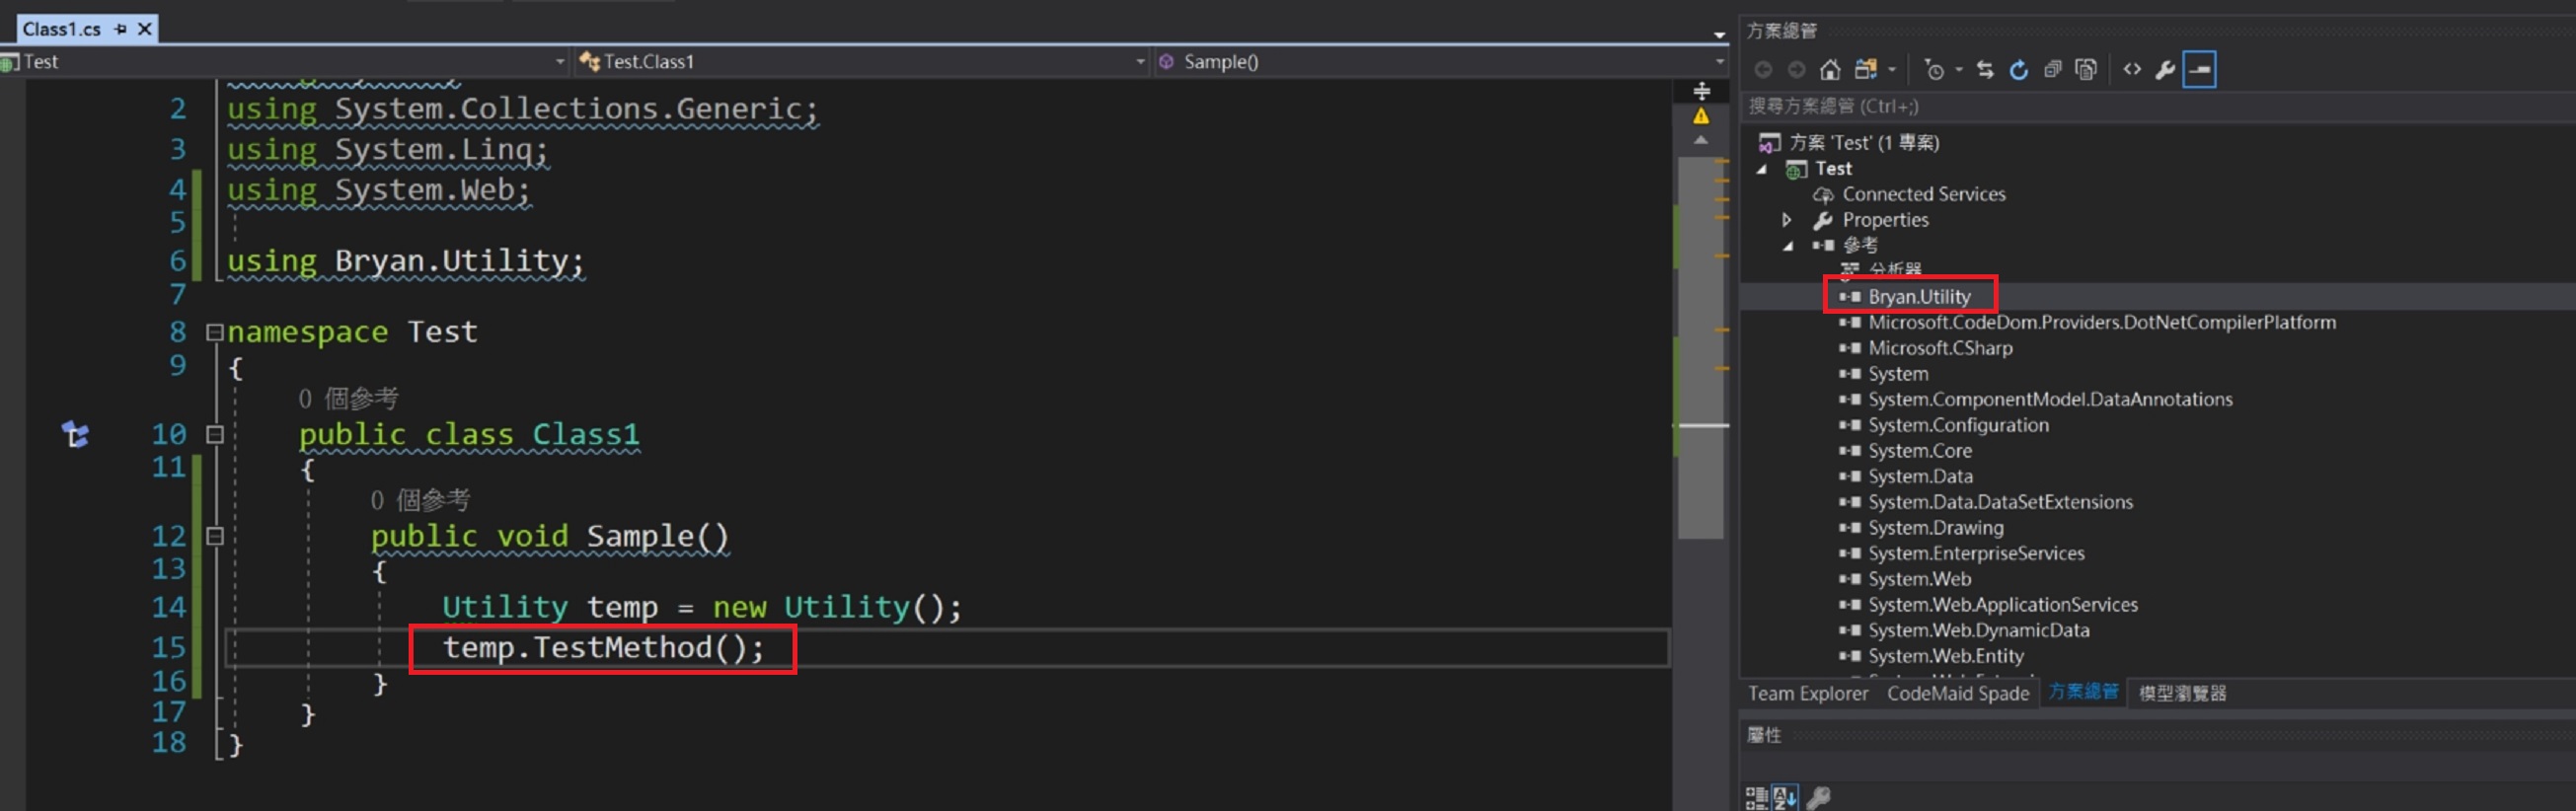 Class1.cs
Test
Test.Class1
Sample()
2 using System.Collections.Generic;
3 using System.Linq;
4 using System.Web;
5
6 using Bryan.Utility;
7
8 namespace Test
9 {
0 個參考
10 public class Class1
11 {
0 個參考
12 public void Sample()
13 {
14 Utility temp = new Utility();
15 temp.TestMethod();
16 }
17 }
18 }
方案總管
搜尋方案總管 (Ctrl+;)
方案 'Test' (1 專案)
Test
Connected Services
Properties
參考
分析器
Bryan.Utility
Microsoft.CodeDom.Providers.DotNetCompilerPlatform
Microsoft.CSharp
System
System.ComponentModel.DataAnnotations
System.Configuration
System.Core
System.Data
System.Data.DataSetExtensions
System.Drawing
System.EnterpriseServices
System.Web
System.Web.ApplicationServices
System.Web.DynamicData
System.Web.Entity
Team Explorer CodeMaid Spade 方案總管 模型瀏覽器
屬性